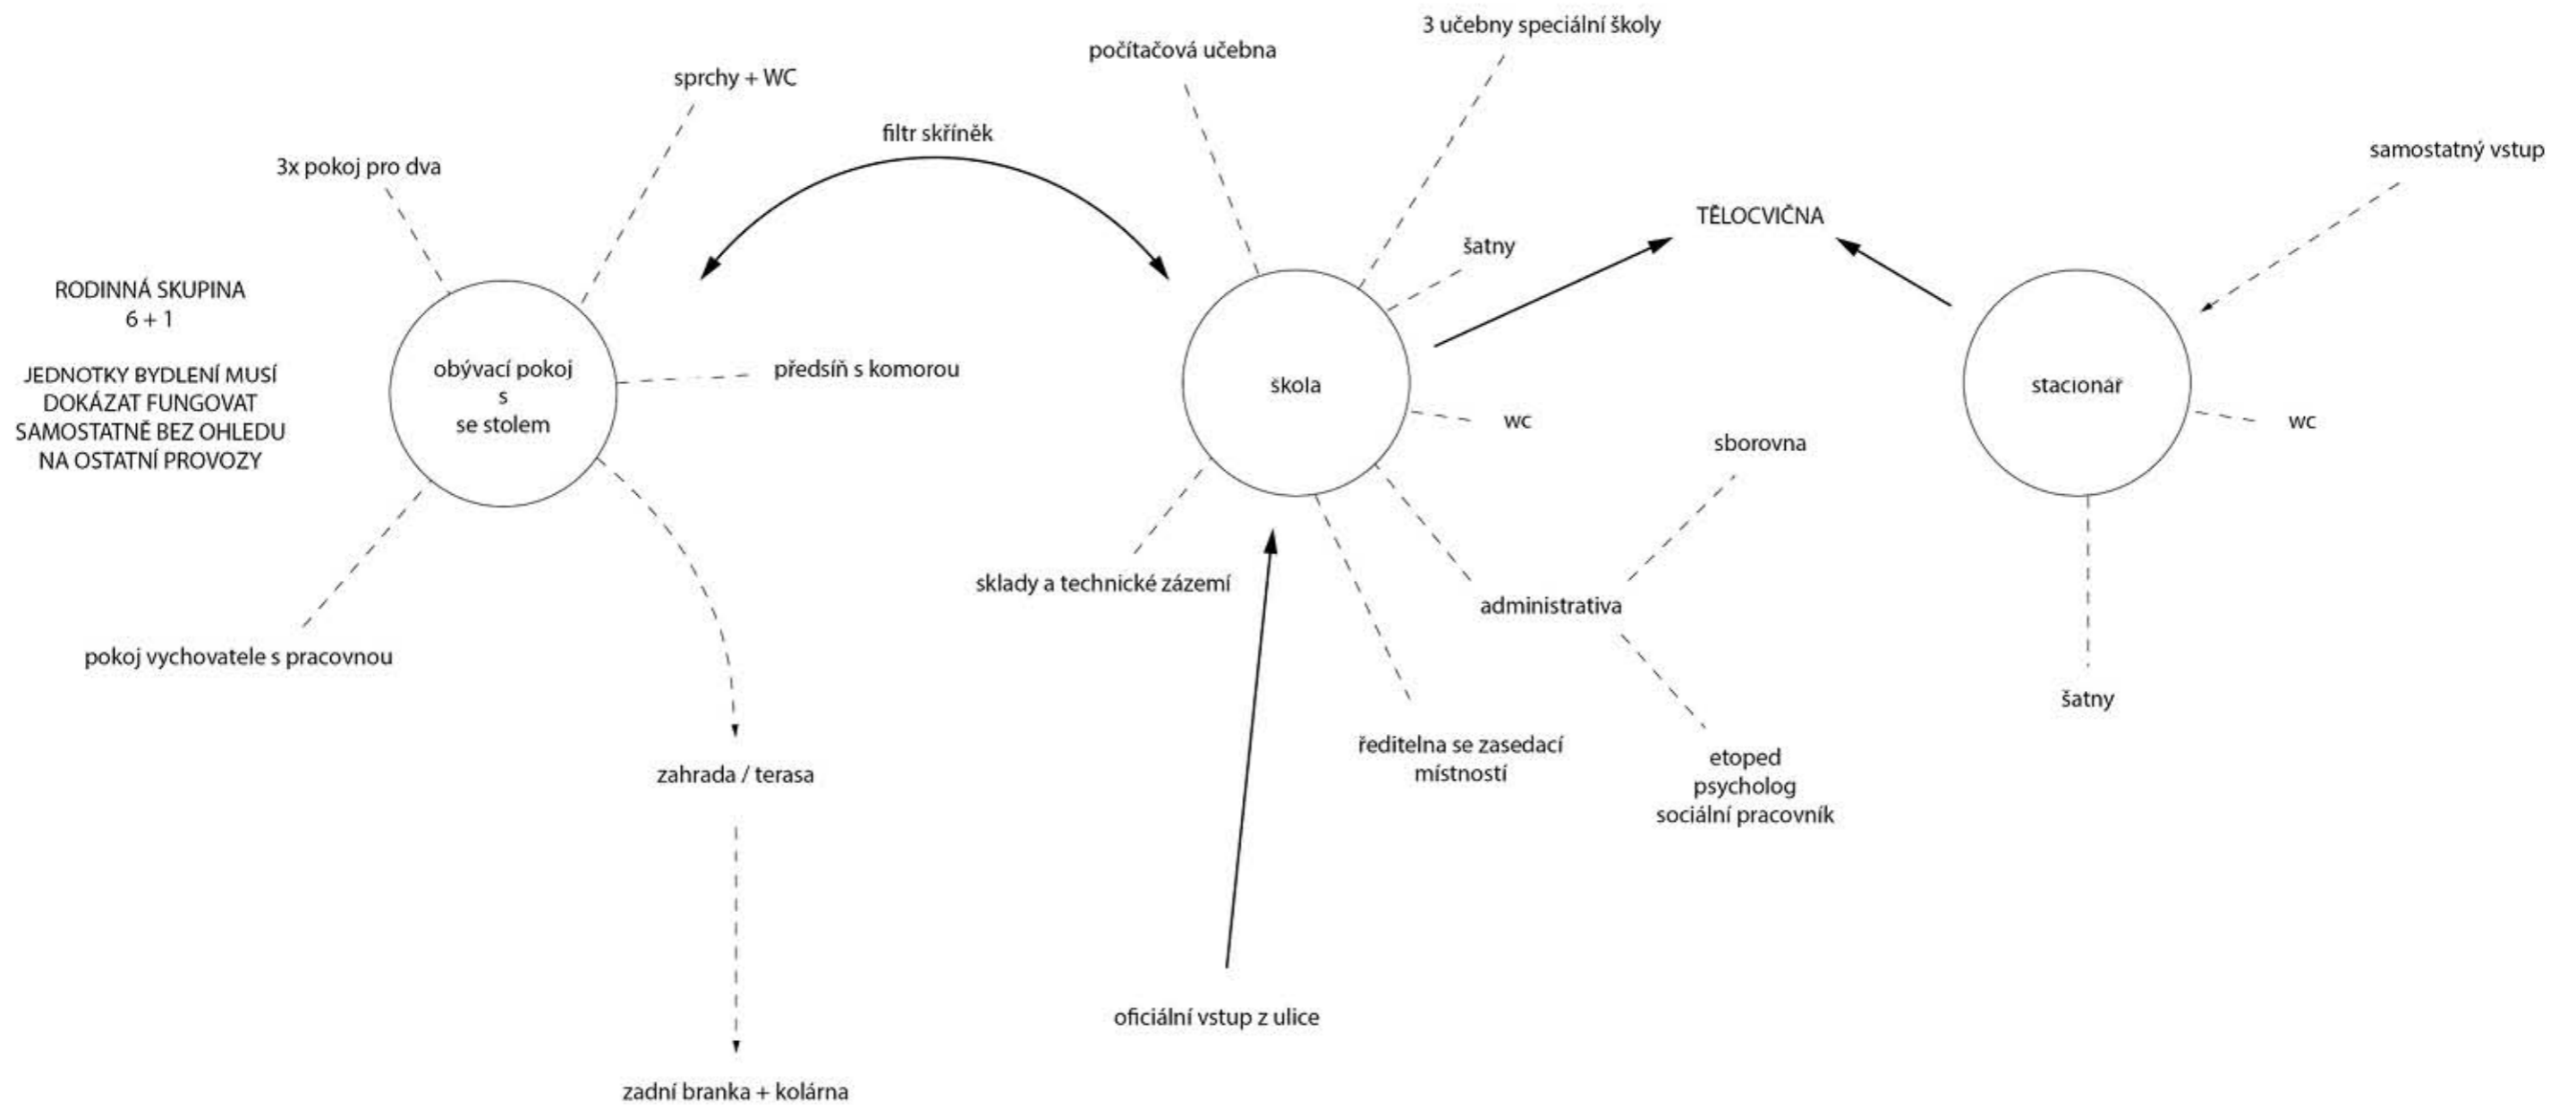 3 učebny speciální školy
počítačová učebna
sprchy + WC
filtr skříněk
samostatný vstup
3x pokoj pro dva
TĚLOCVIČNA
šatny
RODINNÁ SKUPINA
6 + 1
JEDNOTKY BYDLENÍ MUSÍ
DOKÁZAT FUNGOVAT
SAMOSTATNĚ BEZ OHLEDU
NA OSTATNÍ PROVOZY
obývací pokoj
s
se stolem
předsíň s komorou
škola
stacionář
wc
wc
sborovna
sklady a technické zázemí
administrativa
pokoj vychovatele s pracovnou
šatny
ředitelna se zasedací
místností
etoped
psycholog
sociální pracovník
zahrada / terasa
oficiální vstup z ulice
zadní branka + kolárna